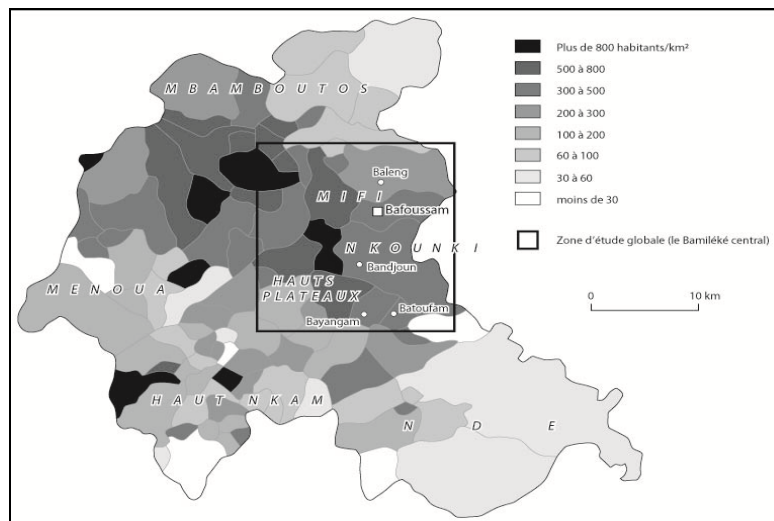 Plus de 800 habitants/km²
500 à 800
300 à 500
200 à 300
100 à 200
60 à 100
30 à 60
moins de 30
Zone d'étude globale (le Bamiléké central)
0 10 km
MBAMBOUTOS
Baleng
MIFI
Bafoussam
NKOUNKI
Bandjoun
HAUTS
PLATEAUX
MENOUA
Batoufam
Bayangam
HAUT NKAM
NDE